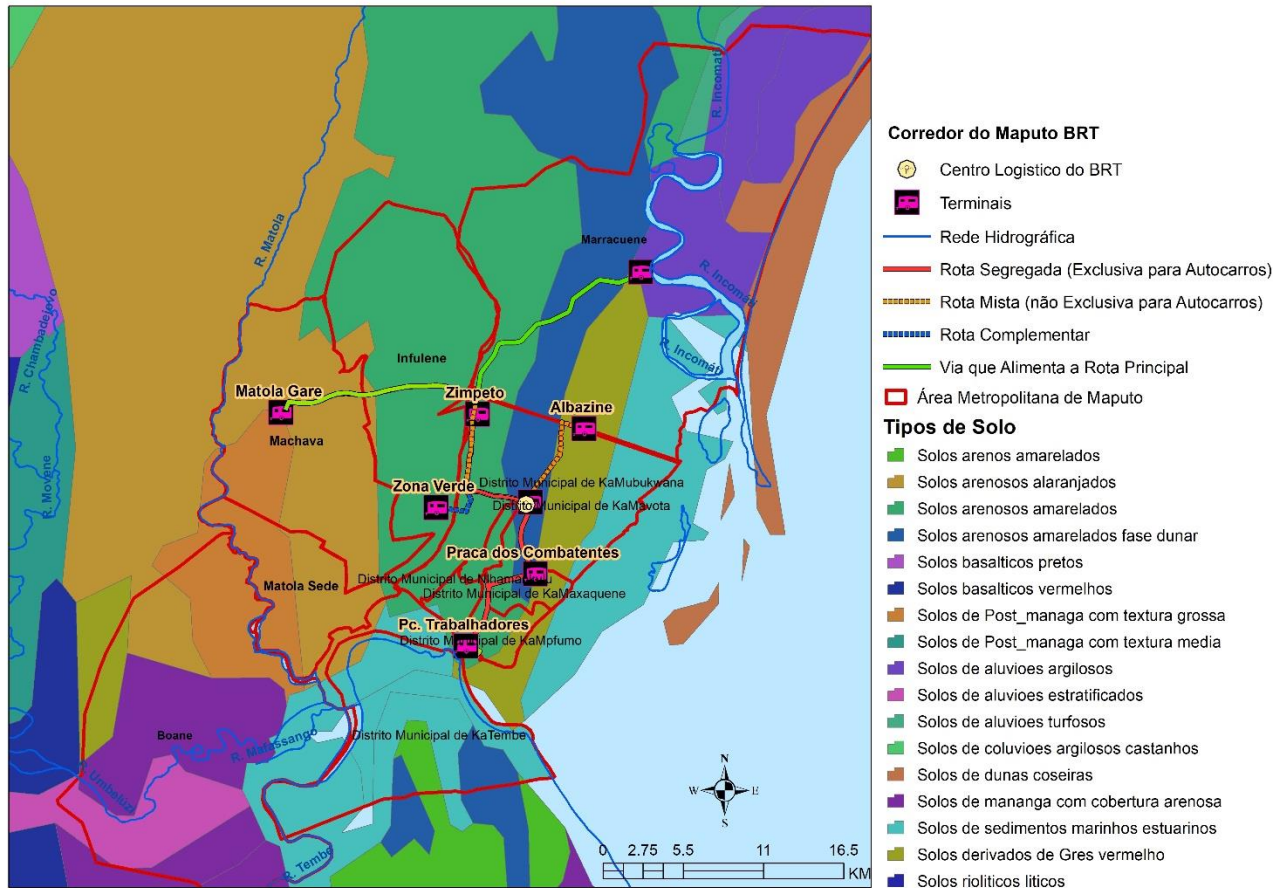 R. Incomati
R. Matola
Marracuene
R. Incomáti
R. Chambadejovo
R. Incomáti
Infulene
Matola Gare
Zimpeto
Albazine
Machava
R. Movene
Zona Verde
Distrito Municipal de KaMubukwana
Distrito Municipal de KaMavota
Praca dos Combatentes
Distrito Municipal de
Matola Sede
Distrito Municipal de KaMaxaquene
Pc. Trabalhadores
Distrito Municipal de KaMpfumo
Boane
R. Matassango
Distrito Municipal de KaTembe
Umbeluzi
R. Tembe
N
W E
S
0 2.75 5.5 11 16.5
KM
Corredor do Maputo BRT
Centro Logistico do BRT
Terminais
Rede Hidrográfica
Rota Segregada (Exclusiva para Autocarros)
Rota Mista (não Exclusiva para Autocarros)
Rota Complementar
Via que Alimenta a Rota Principal
Área Metropolitana de Maputo
Tipos de Solo
Solos arenos amarelados
Solos arenosos alaranjados
Solos arenosos amarelados
Solos arenosos amarelados fase dunar
Solos basalticos pretos
Solos basalticos vermelhos
Solos de Post_managa com textura grossa
Solos de Post_managa com textura media
Solos de aluvioes argilosos
Solos de aluvioes estratificados
Solos de aluvioes turfosos
Solos de coluvioes argilosos castanhos
Solos de dunas coseiras
Solos de mananga com cobertura arenosa
Solos de sedimentos marinhos estuarinos
Solos derivados de Gres vermelho
Solos rioliticos liticos